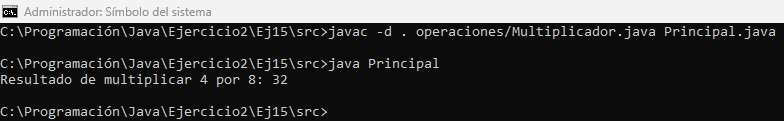 Administrador: Símbolo del sistema
C:\Programación\Java\Ejercicio2\Ej15\src>javac -d . operaciones/Multiplicador.java Principal.java
C:\Programación\Java\Ejercicio2\Ej15\src>java Principal
Resultado de multiplicar 4 por 8: 32
C:\Programación\Java\Ejercicio2\Ej15\src>